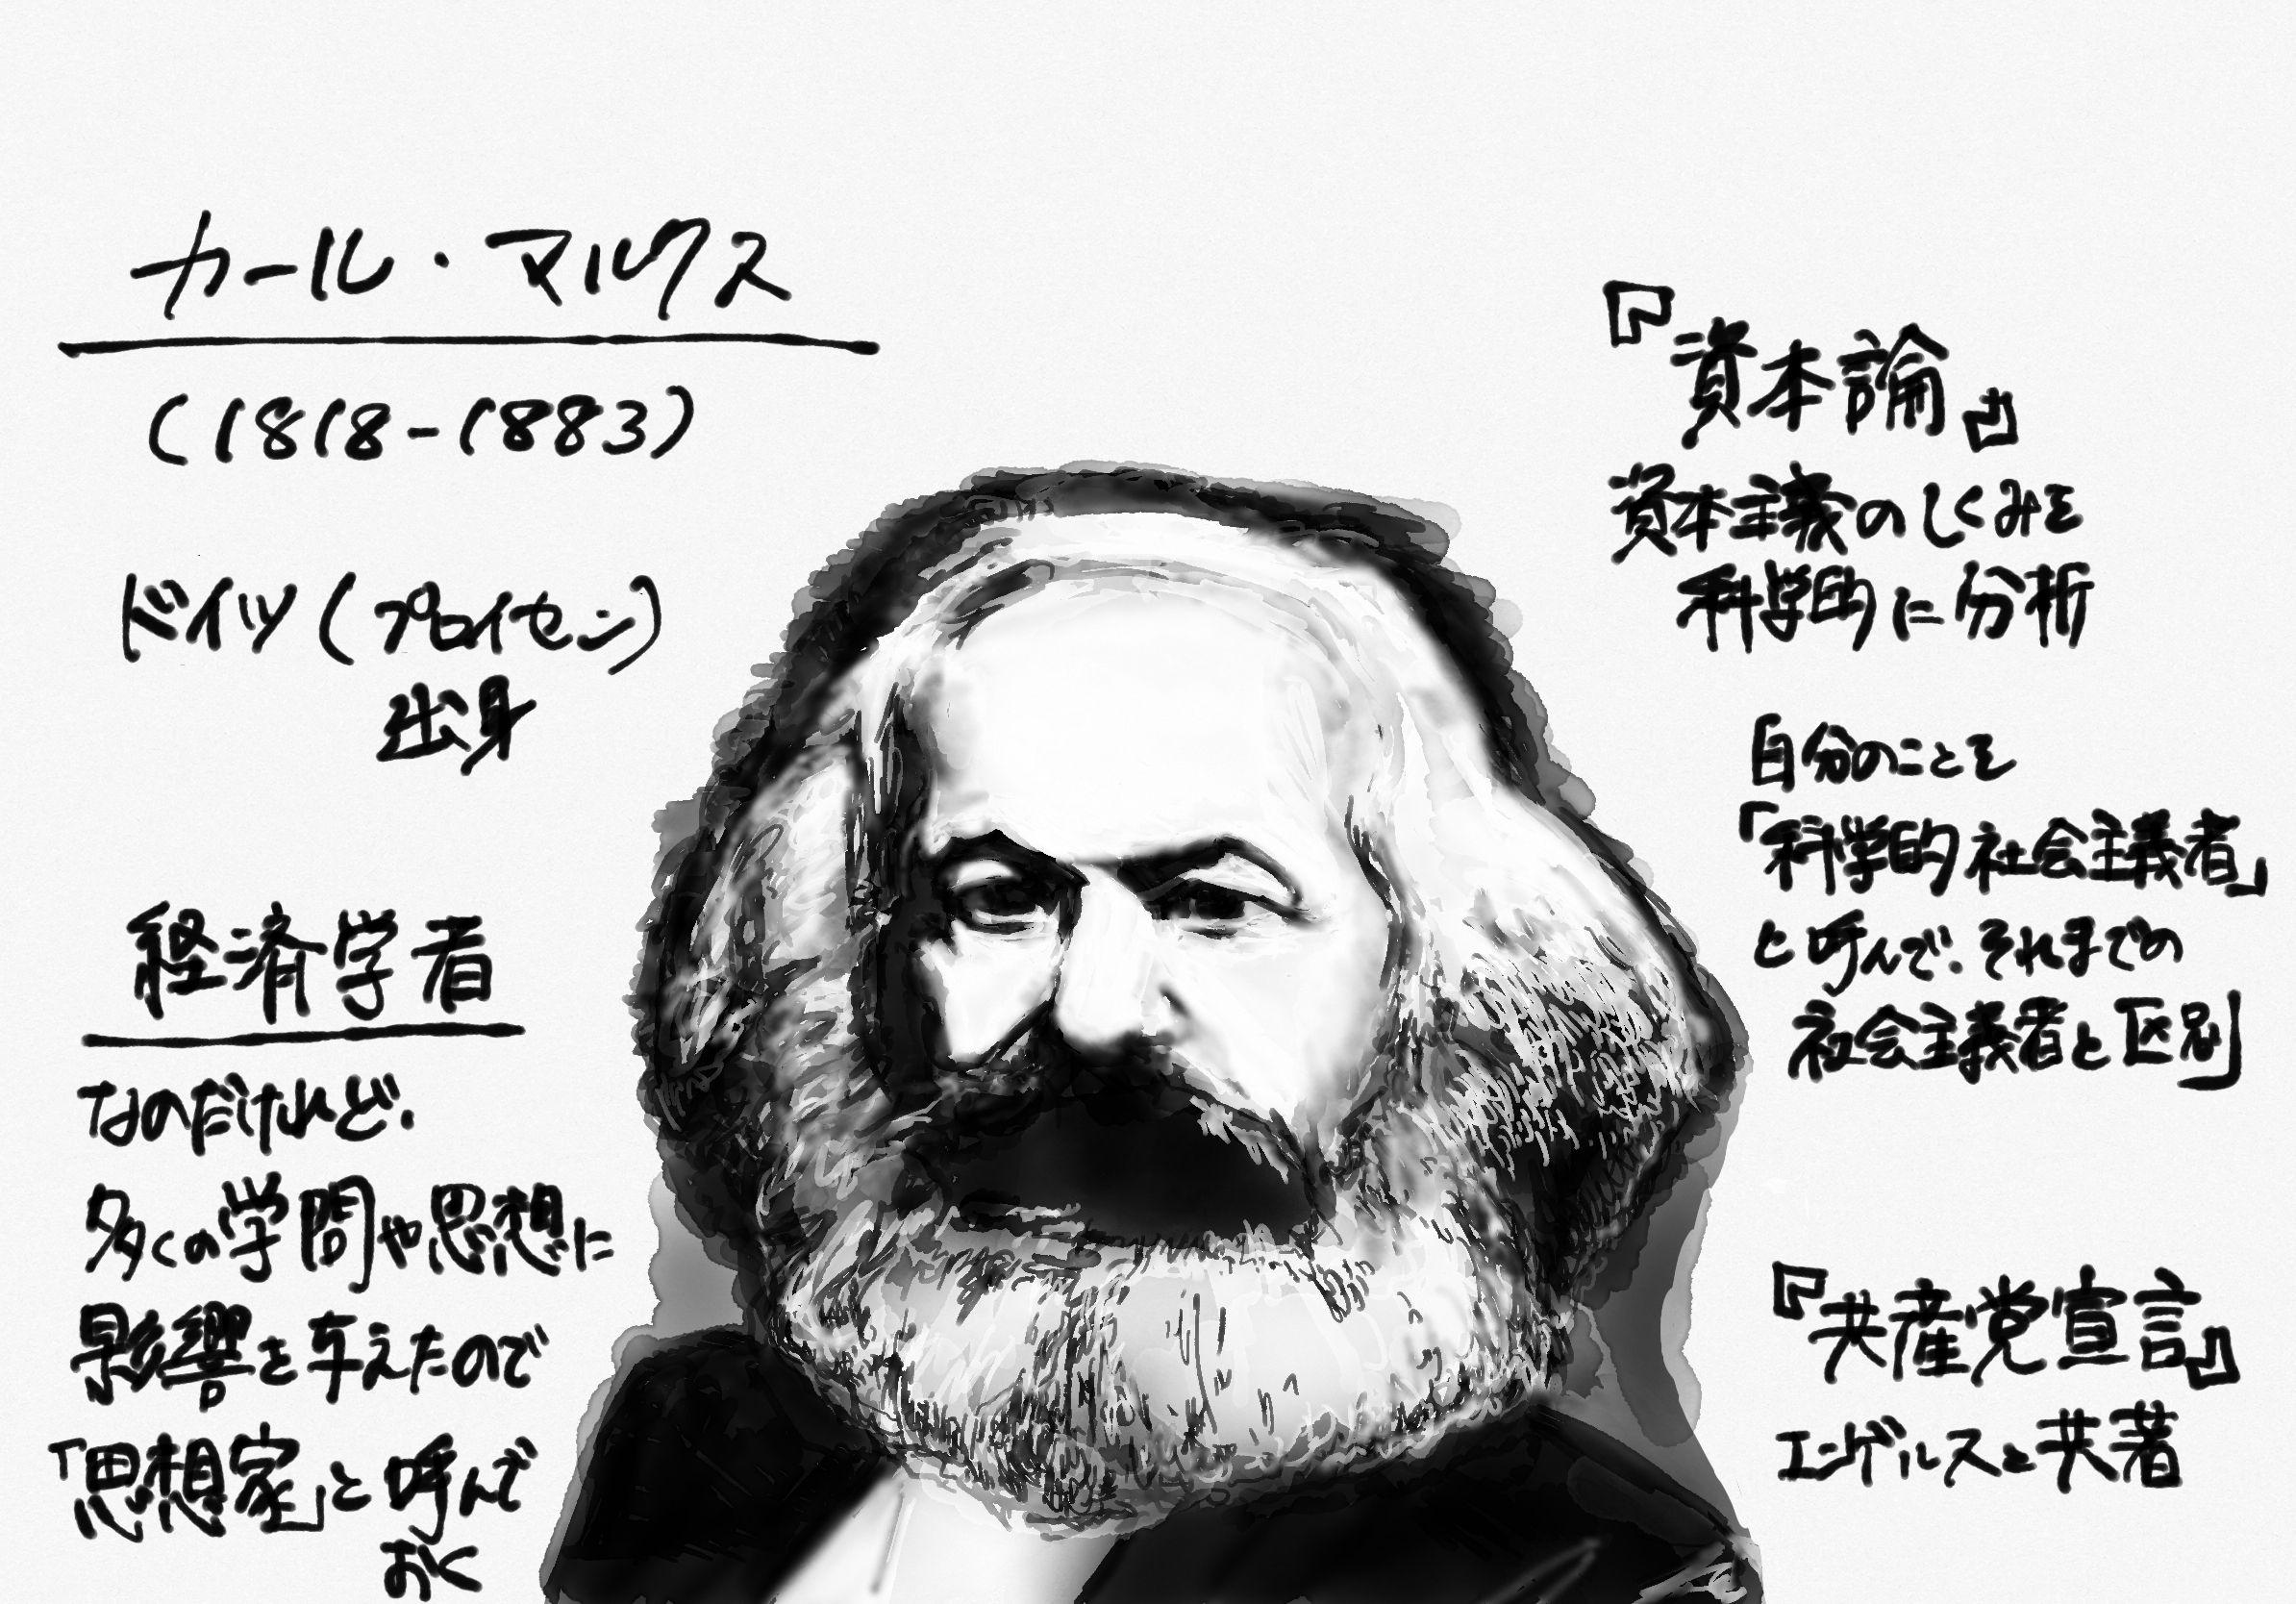 カール・マルクス
(1818-1883)
ドイツ(プロイセン)
出身
経済学者
なのだけれど、
多くの学問や思想に
影響を与えたので
「思想家」と呼んで
おく
『資本論』
資本主義のしくみを
科学的に分析
自分のことを
「科学的社会主義者」
と呼んで、それまでの
社会主義者と区別
『共産党宣言』
エンゲルスと共著